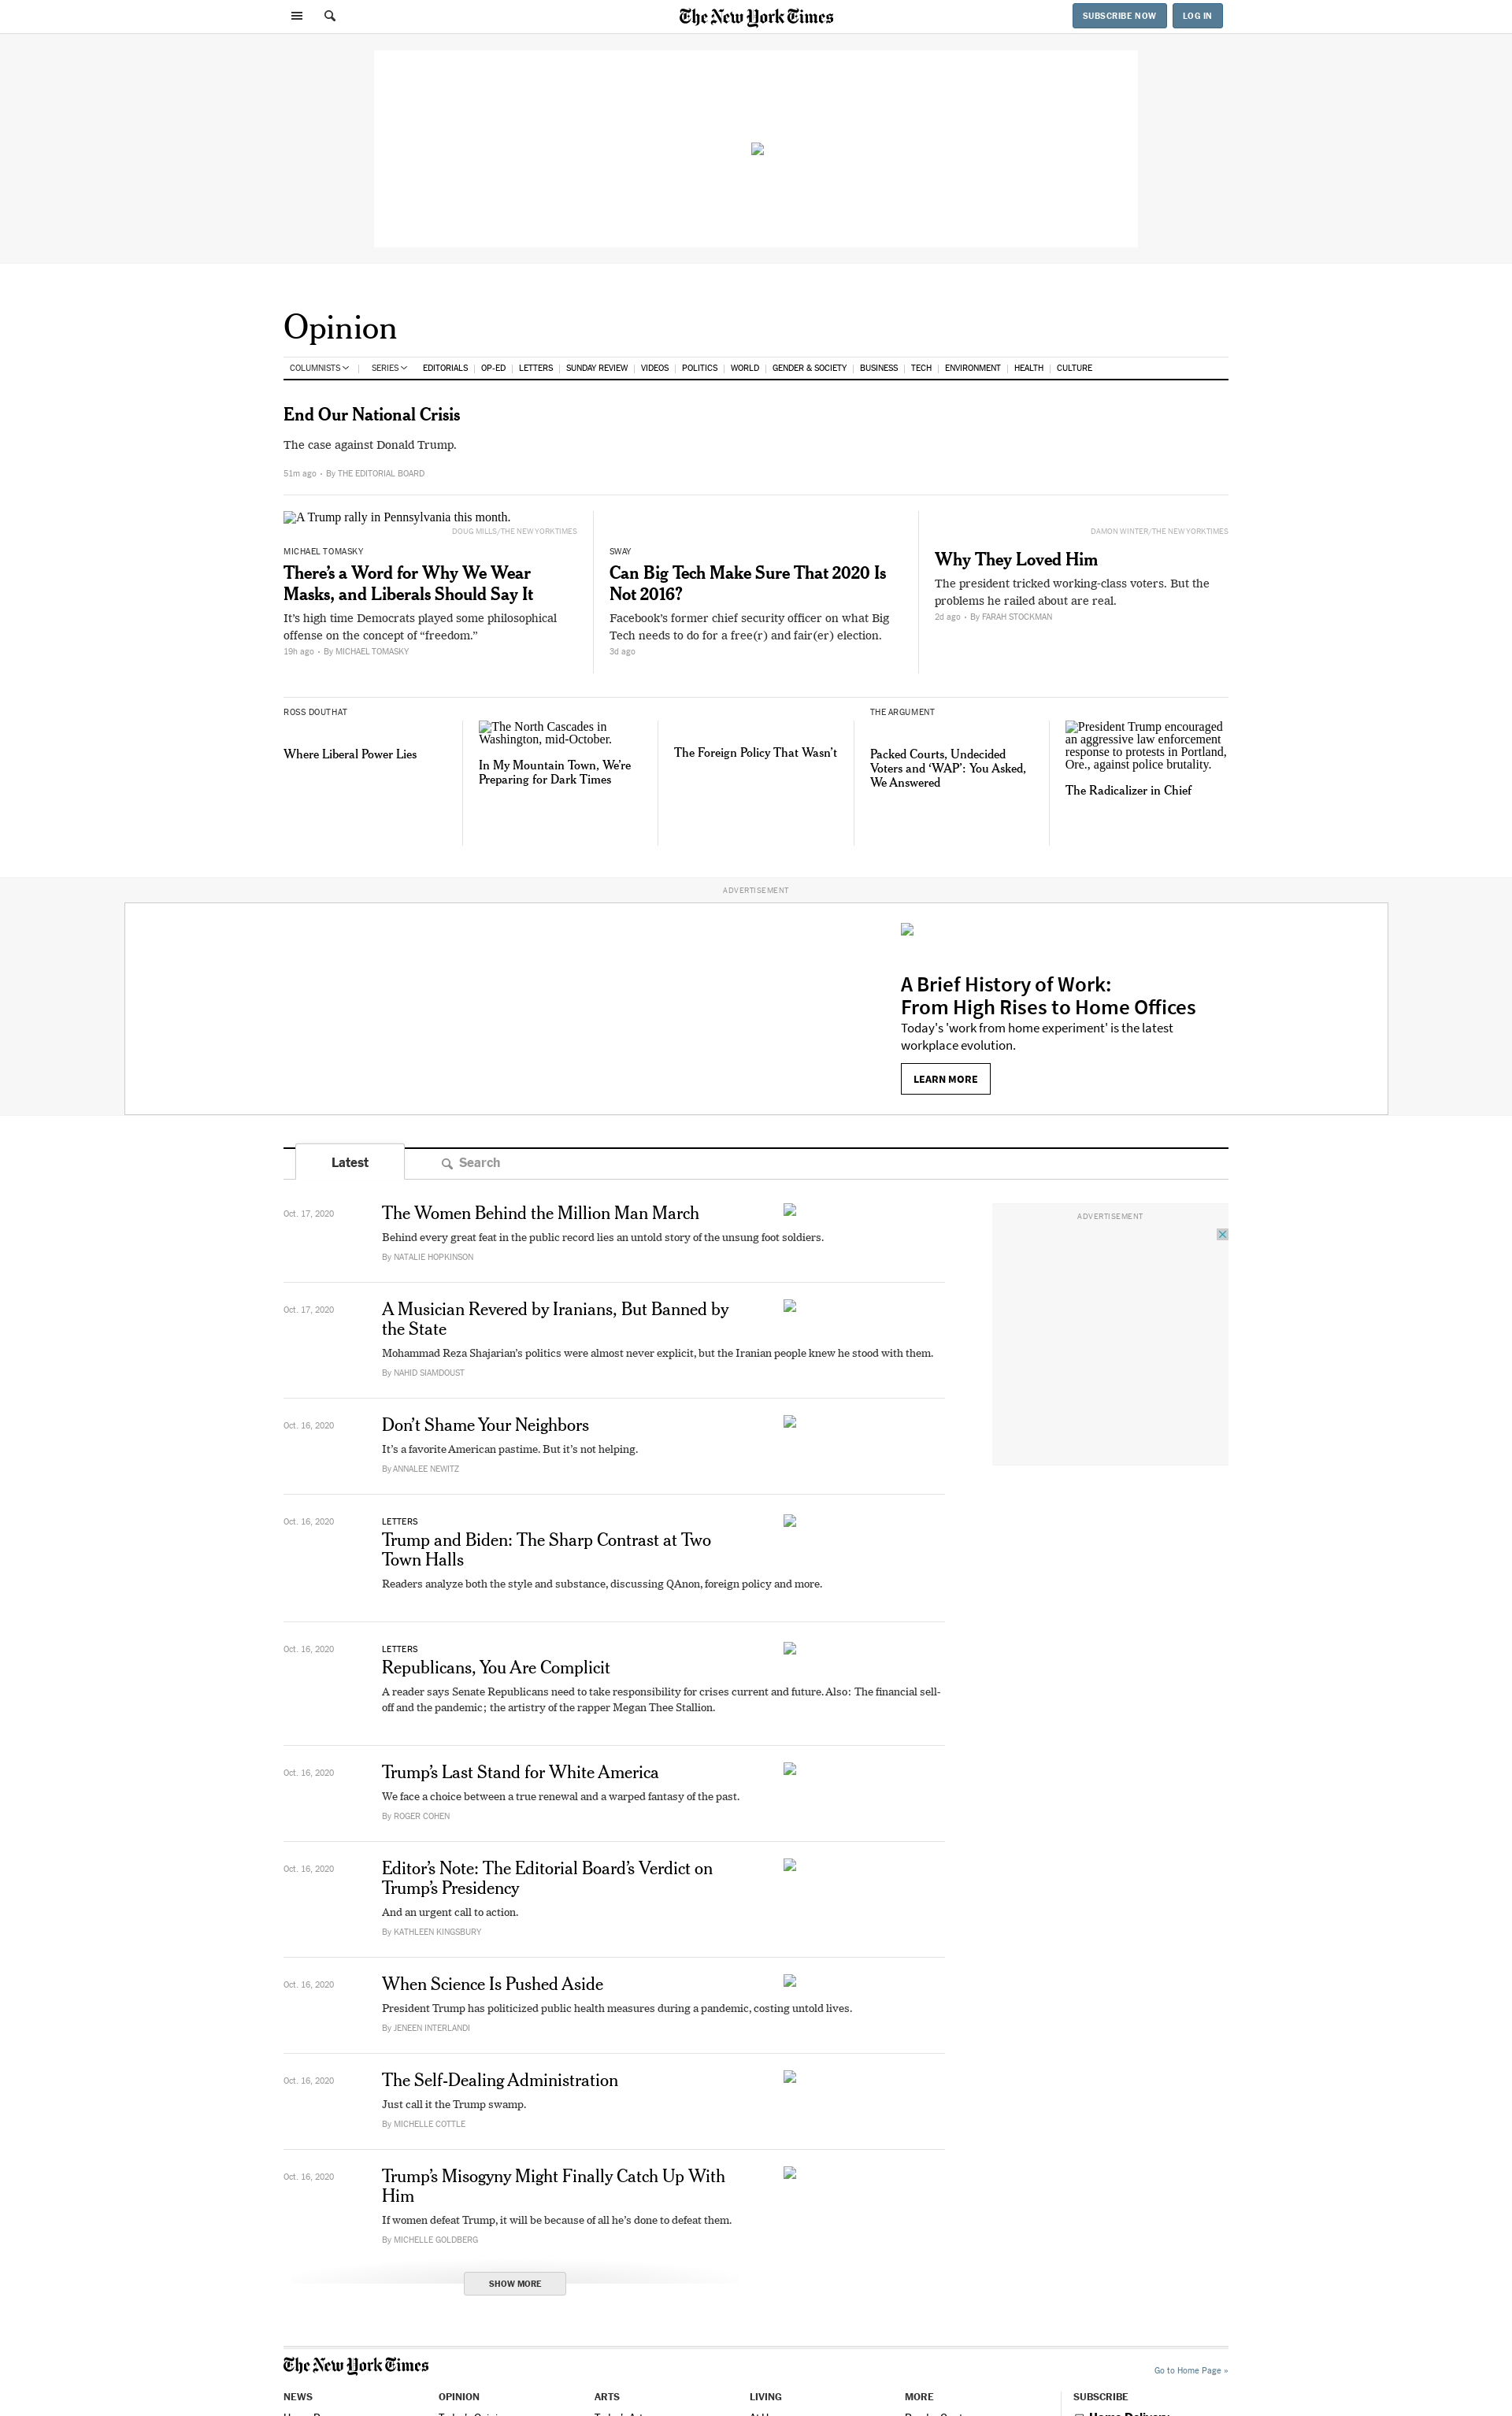 The New York Times
SUBSCRIBE NOW
LOG IN
Opinion
COLUMNISTS
SERIES
EDITORIALS
OP-ED
LETTERS
SUNDAY REVIEW
VIDEOS
POLITICS
WORLD
GENDER & SOCIETY
BUSINESS
TECH
ENVIRONMENT
HEALTH
CULTURE
End Our National Crisis
The case against Donald Trump.
51m ago • By THE EDITORIAL BOARD
A Trump rally in Pennsylvania this month.
DOUG MILLS/THE NEW YORK TIMES
MICHAEL TOMASKY
There’s a Word for Why We Wear
Masks, and Liberals Should Say It
It’s high time Democrats played some philosophical
offense on the concept of “freedom.”
19h ago • By MICHAEL TOMASKY
SWAY
Can Big Tech Make Sure That 2020 Is
Not 2016?
Facebook’s former chief security officer on what Big
Tech needs to do for a free(r) and fair(er) election.
3d ago
DAMON WINTER/THE NEW YORK TIMES
Why They Loved Him
The president tricked working-class voters. But the
problems he railed about are real.
2d ago • By FARAH STOCKMAN
ROSS DOUTHAT
Where Liberal Power Lies
The North Cascades in
Washington, mid-October.
In My Mountain Town, We’re
Preparing for Dark Times
The Foreign Policy That Wasn’t
THE ARGUMENT
Packed Courts, Undecided
Voters and ‘WAP’: You Asked,
We Answered
President Trump encouraged
an aggressive law enforcement
response to protests in Portland,
Ore., against police brutality.
The Radicalizer in Chief
ADVERTISEMENT
A Brief History of Work:
From High Rises to Home Offices
Today's 'work from home experiment' is the latest
workplace evolution.
LEARN MORE
Latest
Search
Oct. 17, 2020
The Women Behind the Million Man March
Behind every great feat in the public record lies an untold story of the unsung foot soldiers.
By NATALIE HOPKINSON
ADVERTISEMENT
Oct. 17, 2020
A Musician Revered by Iranians, But Banned by
the State
Mohammad Reza Shajarian’s politics were almost never explicit, but the Iranian people knew he stood with them.
By NAHID SIAMDOUST
Oct. 16, 2020
Don’t Shame Your Neighbors
It’s a favorite American pastime. But it’s not helping.
By ANNALEE NEWITZ
Oct. 16, 2020
LETTERS
Trump and Biden: The Sharp Contrast at Two
Town Halls
Readers analyze both the style and substance, discussing QAnon, foreign policy and more.
Oct. 16, 2020
LETTERS
Republicans, You Are Complicit
A reader says Senate Republicans need to take responsibility for crises current and future. Also: The financial sell-
off and the pandemic; the artistry of the rapper Megan Thee Stallion.
Oct. 16, 2020
Trump’s Last Stand for White America
We face a choice between a true renewal and a warped fantasy of the past.
By ROGER COHEN
Oct. 16, 2020
Editor’s Note: The Editorial Board’s Verdict on
Trump’s Presidency
And an urgent call to action.
By KATHLEEN KINGSBURY
Oct. 16, 2020
When Science Is Pushed Aside
President Trump has politicized public health measures during a pandemic, costing untold lives.
By JENEEN INTERLANDI
Oct. 16, 2020
The Self-Dealing Administration
Just call it the Trump swamp.
By MICHELLE COTTLE
Oct. 16, 2020
Trump’s Misogyny Might Finally Catch Up With
Him
If women defeat Trump, it will be because of all he’s done to defeat them.
By MICHELLE GOLDBERG
SHOW MORE
The New York Times
Go to Home Page »
NEWS
OPINION
ARTS
LIVING
MORE
SUBSCRIBE